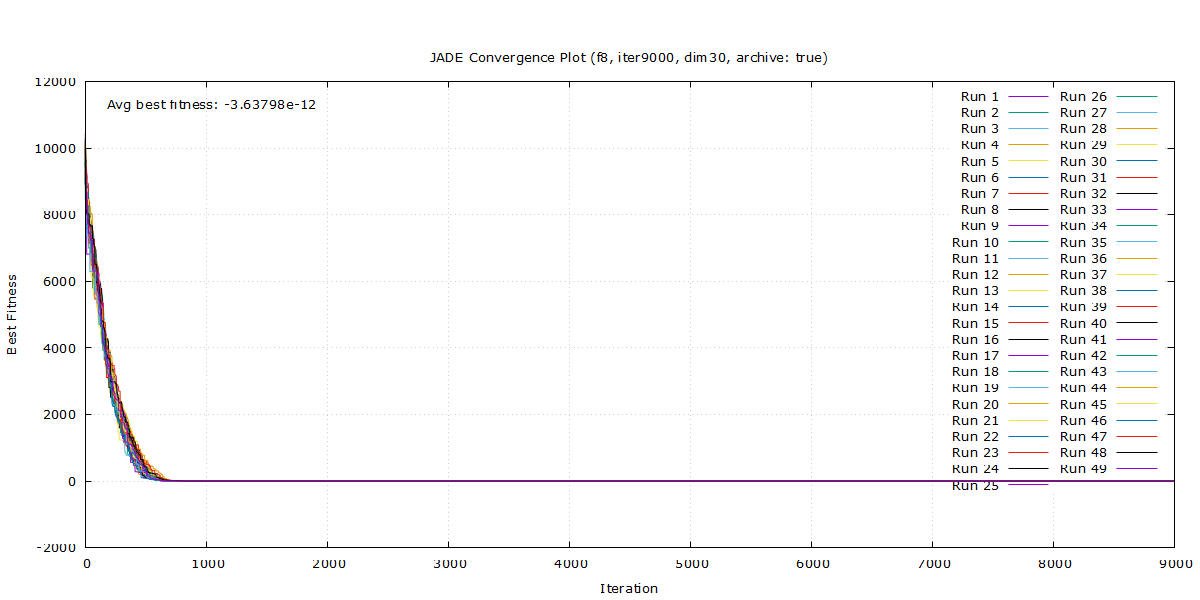 JADE Convergence Plot (f8, iter9000, dim30, archive: true)
Avg best fitness: -3.63798e-12
12000
10000
8000
6000
4000
2000
0
-2000
Best Fitness
0 1000 2000 3000 4000 5000 6000 7000 8000 9000
Iteration
Run 1 Run 26
Run 2 Run 27
Run 3 Run 28
Run 4 Run 29
Run 5 Run 30
Run 6 Run 31
Run 7 Run 32
Run 8 Run 33
Run 9 Run 34
Run 10 Run 35
Run 11 Run 36
Run 12 Run 37
Run 13 Run 38
Run 14 Run 39
Run 15 Run 40
Run 16 Run 41
Run 17 Run 42
Run 18 Run 43
Run 19 Run 44
Run 20 Run 45
Run 21 Run 46
Run 22 Run 47
Run 23 Run 48
Run 24 Run 49
Run 25